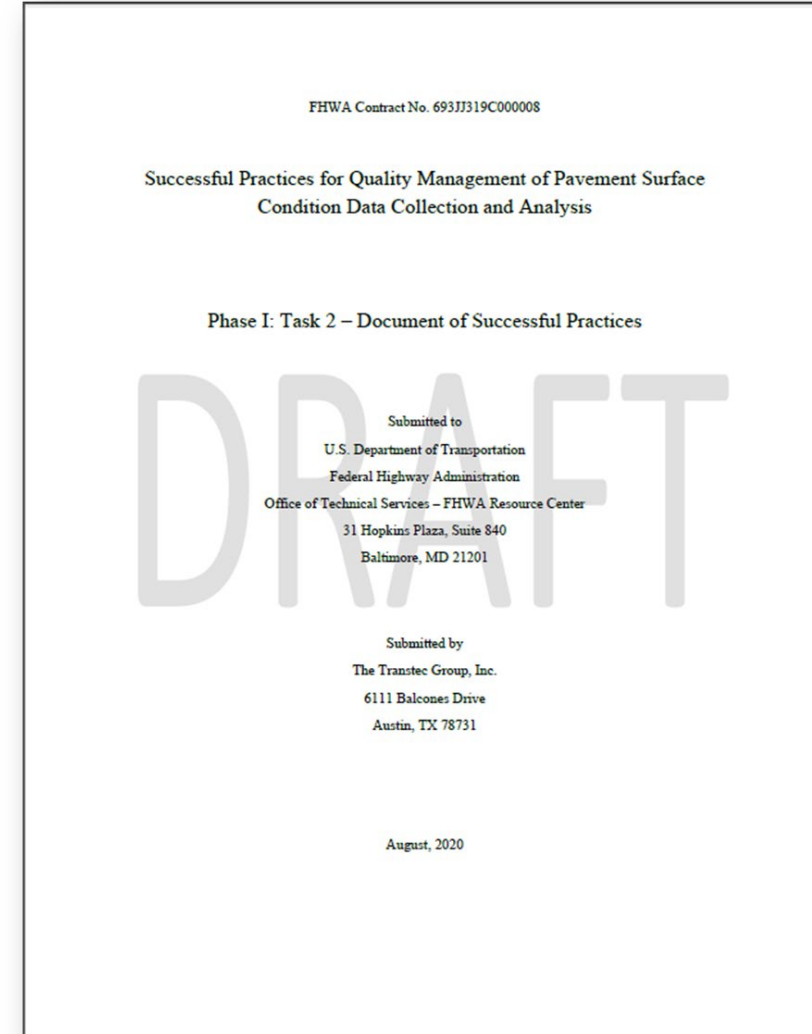 FHWA Contract No. 693JJ319C000008
Successful Practices for Quality Management of Pavement Surface
Condition Data Collection and Analysis
Phase I: Task 2 – Document of Successful Practices
DRAFT
Submitted to
U.S. Department of Transportation
Federal Highway Administration
Office of Technical Services – FHWA Resource Center
31 Hopkins Plaza, Suite 840
Baltimore, MD 21201
Submitted by
The Transtec Group, Inc.
6111 Balcones Drive
Austin, TX 78731
August, 2020